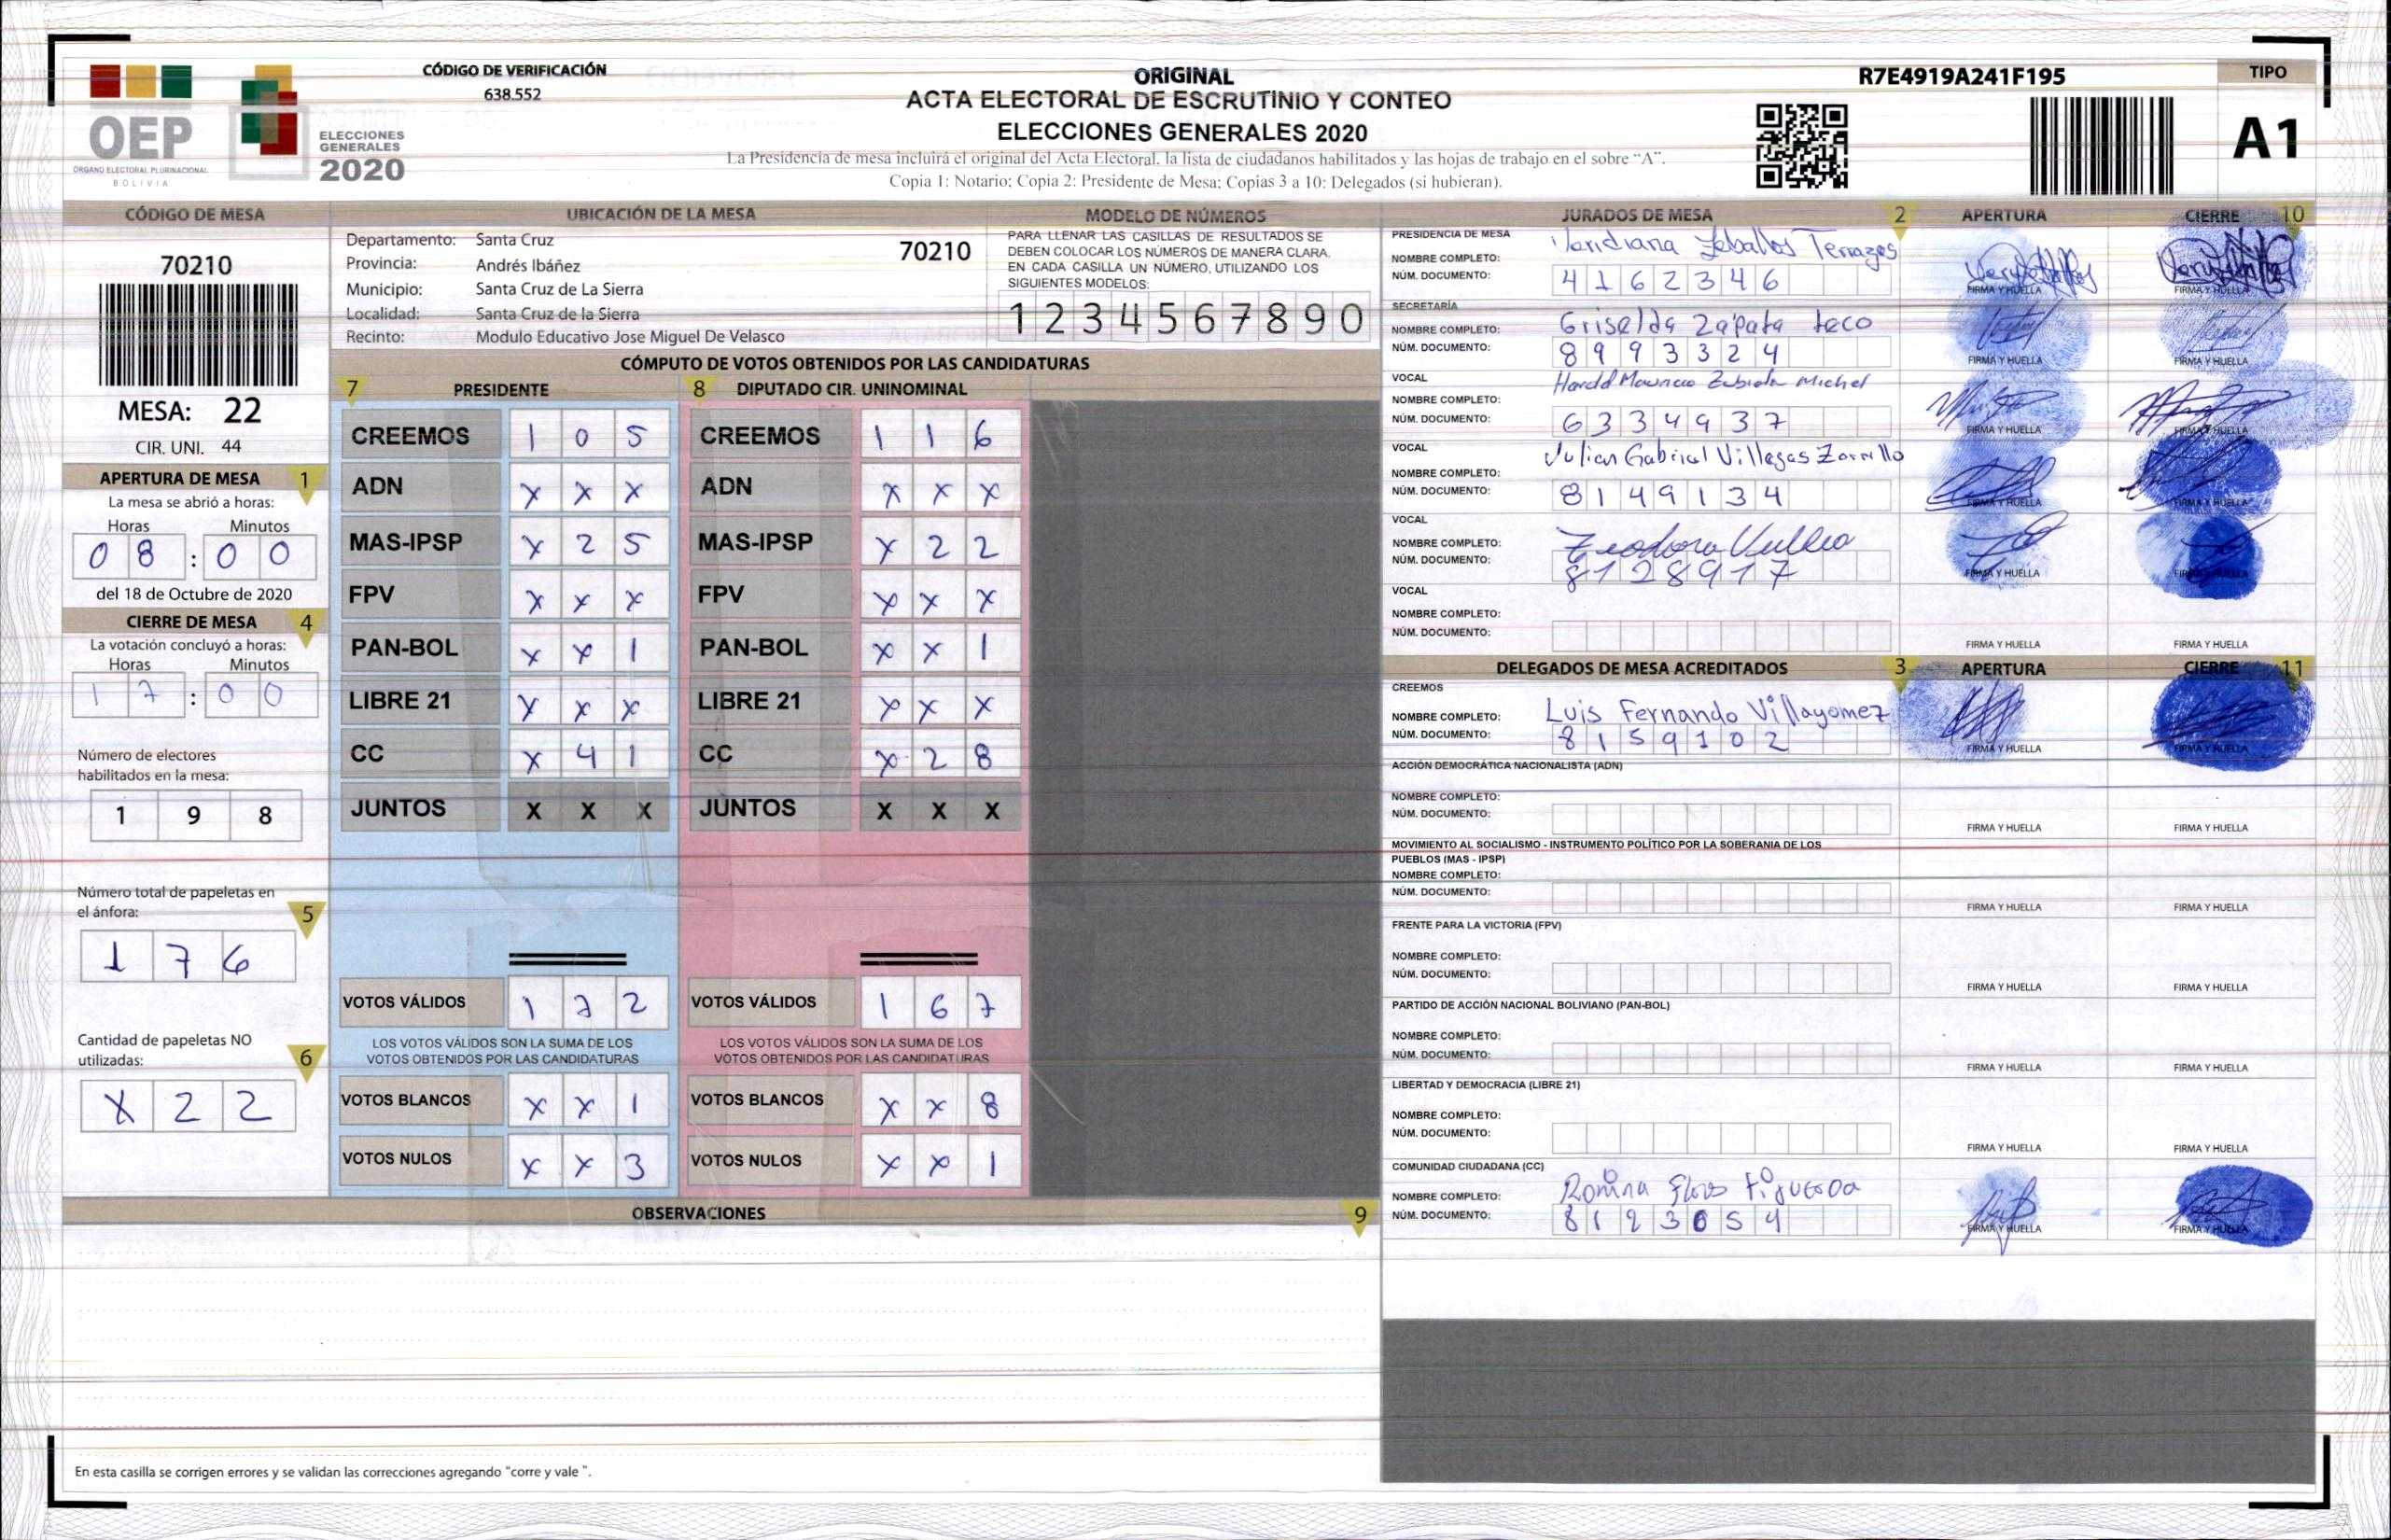 CÓDIGO DE VERIFICACIÓN
638.552
ORIGINAL
ACTA ELECTORAL DE ESCRUTINIO Y CONTEO
ELECCIONES GENERALES 2020
La Presidencia de mesa incluirá el original del Acta Electoral, la lista de ciudadanos habilitados y las hojas de trabajo en el sobre "A".
Copia 1: Notario; Copia 2: Presidente de Mesa; Copias 3 a 10: Delegados (si hubieran).
R7E4919A241F195
TIPO
A1
OEP
ÓRGANO ELECTORAL PLURINACIONAL
BOLIVIA
ELECCIONES
GENERALES
2020
CÓDIGO DE MESA
70210
MESA: 22
CIR. UNI. 44
APERTURA DE MESA 1
La mesa se abrió a horas:
Horas Minutos
0 8 : 0 0
del 18 de Octubre de 2020
CIERRE DE MESA 4
La votación concluyó a horas:
Horas Minutos
1 7 : 0 0
Número de electores
habilitados en la mesa:
1 9 8
Número total de papeletas en
el ánfora: 5
1 7 6
Cantidad de papeletas NO
utilizadas: 6
X 2 2
UBICACIÓN DE LA MESA
Departamento: Santa Cruz 70210
Provincia: Andrés Ibáñez
Municipio: Santa Cruz de La Sierra
Localidad: Santa Cruz de la Sierra
Recinto: Modulo Educativo Jose Miguel De Velasco
MODELO DE NÚMEROS
PARA LLENAR LAS CASILLAS DE RESULTADOS SE
DEBEN COLOCAR LOS NÚMEROS DE MANERA CLARA.
EN CADA CASILLA UN NÚMERO, UTILIZANDO LOS
SIGUIENTES MODELOS:
1 2 3 4 5 6 7 8 9 0
CÓMPUTO DE VOTOS OBTENIDOS POR LAS CANDIDATURAS
7 PRESIDENTE 8 DIPUTADO CIR. UNINOMINAL
CREEMOS 1 0 5 CREEMOS 1 1 6
ADN X X X ADN X X X
MAS-IPSP X 2 5 MAS-IPSP X 2 2
FPV X X X FPV X X X
PAN-BOL X X 1 PAN-BOL X X 1
LIBRE 21 X X X LIBRE 21 X X X
CC X 4 1 CC X 2 8
JUNTOS X X X JUNTOS X X X
VOTOS VÁLIDOS 1 7 2 VOTOS VÁLIDOS 1 6 7
LOS VOTOS VÁLIDOS SON LA SUMA DE LOS LOS VOTOS VÁLIDOS SON LA SUMA DE LOS
VOTOS OBTENIDOS POR LAS CANDIDATURAS VOTOS OBTENIDOS POR LAS CANDIDATURAS
VOTOS BLANCOS X X 1 VOTOS BLANCOS X X 8
VOTOS NULOS X X 3 VOTOS NULOS X X 1
OBSERVACIONES 9
En esta casilla se corrigen errores y se validan las correcciones agregando "corre y vale ".
JURADOS DE MESA 2 APERTURA CIERRE 10
PRESIDENCIA DE MESA
NOMBRE COMPLETO: Veridiana Zeballos Terrazas
NÚM. DOCUMENTO: 4 1 6 2 3 4 6
FIRMA Y HUELLA FIRMA Y HUELLA
SECRETARÍA
NOMBRE COMPLETO: Griselda Zapata teco
NÚM. DOCUMENTO: 8 9 9 3 3 2 4
FIRMA Y HUELLA FIRMA Y HUELLA
VOCAL
NOMBRE COMPLETO: Harold Mauricio Michel
NÚM. DOCUMENTO: 6 3 3 4 9 3 7
FIRMA Y HUELLA FIRMA Y HUELLA
VOCAL
NOMBRE COMPLETO: Julian Gabriel Villegas
NÚM. DOCUMENTO: 8 1 4 9 1 3 4
FIRMA Y HUELLA FIRMA Y HUELLA
VOCAL
NOMBRE COMPLETO: Teodora
NÚM. DOCUMENTO: 8 1 2 8 9 1 7
FIRMA Y HUELLA FIRMA Y HUELLA
VOCAL
NOMBRE COMPLETO:
NÚM. DOCUMENTO:
FIRMA Y HUELLA FIRMA Y HUELLA
DELEGADOS DE MESA ACREDITADOS 3 APERTURA CIERRE 11
CREEMOS
NOMBRE COMPLETO: Luis Fernando Villagomez
NÚM. DOCUMENTO: 8 1 5 9 1 0 2
FIRMA Y HUELLA FIRMA Y HUELLA
ACCIÓN DEMOCRÁTICA NACIONALISTA (ADN)
NOMBRE COMPLETO:
NÚM. DOCUMENTO:
FIRMA Y HUELLA FIRMA Y HUELLA
MOVIMIENTO AL SOCIALISMO - INSTRUMENTO POLÍTICO POR LA SOBERANIA DE LOS
PUEBLOS (MAS - IPSP)
NOMBRE COMPLETO:
NÚM. DOCUMENTO:
FIRMA Y HUELLA FIRMA Y HUELLA
FRENTE PARA LA VICTORIA (FPV)
NOMBRE COMPLETO:
NÚM. DOCUMENTO:
FIRMA Y HUELLA FIRMA Y HUELLA
PARTIDO DE ACCIÓN NACIONAL BOLIVIANO (PAN-BOL)
NOMBRE COMPLETO:
NÚM. DOCUMENTO:
FIRMA Y HUELLA FIRMA Y HUELLA
LIBERTAD Y DEMOCRACIA (LIBRE 21)
NOMBRE COMPLETO:
NÚM. DOCUMENTO:
FIRMA Y HUELLA FIRMA Y HUELLA
COMUNIDAD CIUDADANA (CC)
NOMBRE COMPLETO: Romina Flores Figueroa
NÚM. DOCUMENTO: 8 1 2 3 0 5 4
FIRMA Y HUELLA FIRMA Y HUELLA